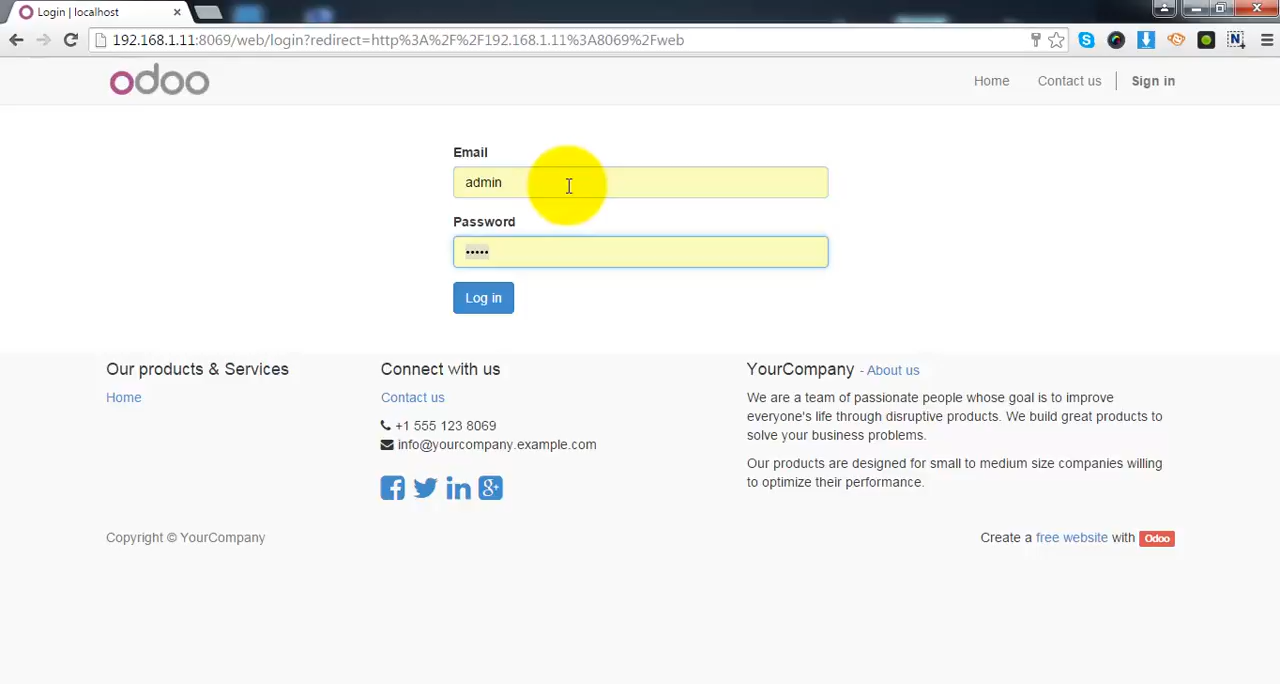 Login | localhost
192.168.1.11:8069/web/login?redirect=http%3A%2F%2F192.168.1.11%3A8069%2Fweb
odoo
Home
Contact us
Sign in
Email
admin
Password
•••••
Log in
Our products & Services
Home
Connect with us
Contact us
+1 555 123 8069
info@yourcompany.example.com
YourCompany - About us
We are a team of passionate people whose goal is to improve
everyone's life through disruptive products. We build great products to
solve your business problems.
Our products are designed for small to medium size companies willing
to optimize their performance.
Copyright © YourCompany
Create a free website with Odoo